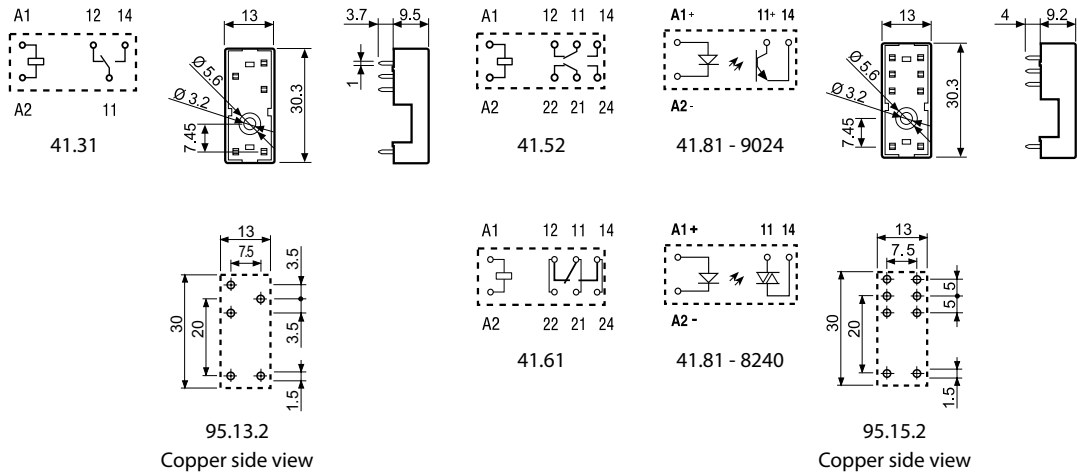 A1 12 14
A2 11
41.31
13
Ø 5.6
Ø 3.2
7.45
30.3
3.7 9.5
1
A1 12 11 14
A2 22 21 24
41.52
A1+ 11+ 14
A2-
41.81 - 9024
13
Ø 5.6
Ø 3.2
7.45
30.3
4 9.2
13
7.5
3.5
30
20
3.5
1.5
95.13.2
Copper side view
A1 12 11 14
A2 22 21 24
41.61
A1+ 11 14
A2 -
41.81 - 8240
13
7.5
5
5
30
20
1.5
95.15.2
Copper side view